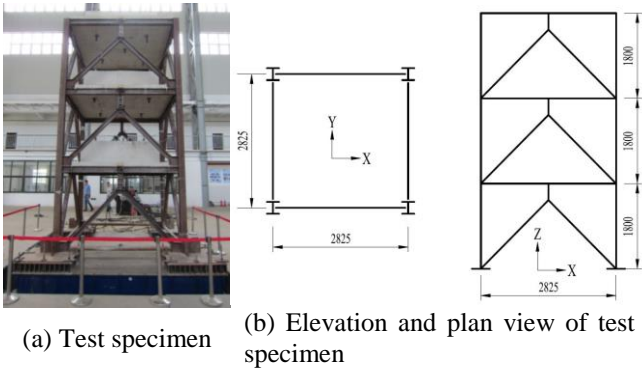 2825
Y
X
2825
1800
1800
1800
Z
X
2825
(a) Test specimen
(b) Elevation and plan view of test
specimen